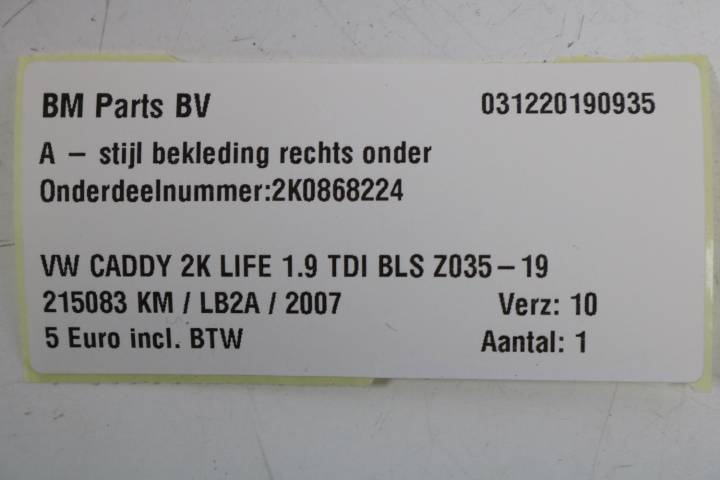 BM Parts BV 031220190935
A – stijl bekleding rechts onder
Onderdeelnummer:2K0868224
VW CADDY 2K LIFE 1.9 TDI BLS Z035–19
215083 KM / LB2A / 2007 Verz: 10
5 Euro incl. BTW Aantal: 1